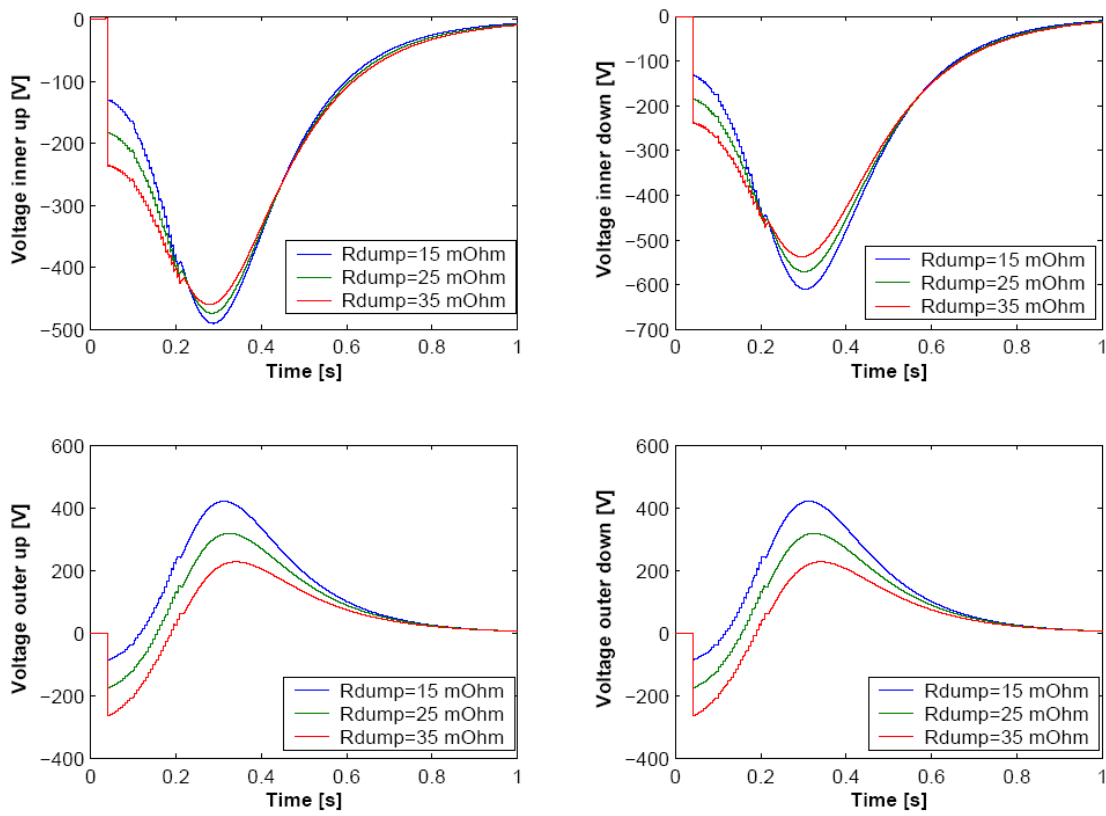 0
−100
−200
−300
−400
−500
Voltage inner up [V]
Rdump=15 mOhm
Rdump=25 mOhm
Rdump=35 mOhm
0 0.2 0.4 0.6 0.8 1
Time [s]
0
−100
−200
−300
−400
−500
−600
−700
Voltage inner down [V]
Rdump=15 mOhm
Rdump=25 mOhm
Rdump=35 mOhm
0 0.2 0.4 0.6 0.8 1
Time [s]
600
400
200
0
−200
−400
Voltage outer up [V]
Rdump=15 mOhm
Rdump=25 mOhm
Rdump=35 mOhm
0 0.2 0.4 0.6 0.8 1
Time [s]
600
400
200
0
−200
−400
Voltage outer down [V]
Rdump=15 mOhm
Rdump=25 mOhm
Rdump=35 mOhm
0 0.2 0.4 0.6 0.8 1
Time [s]